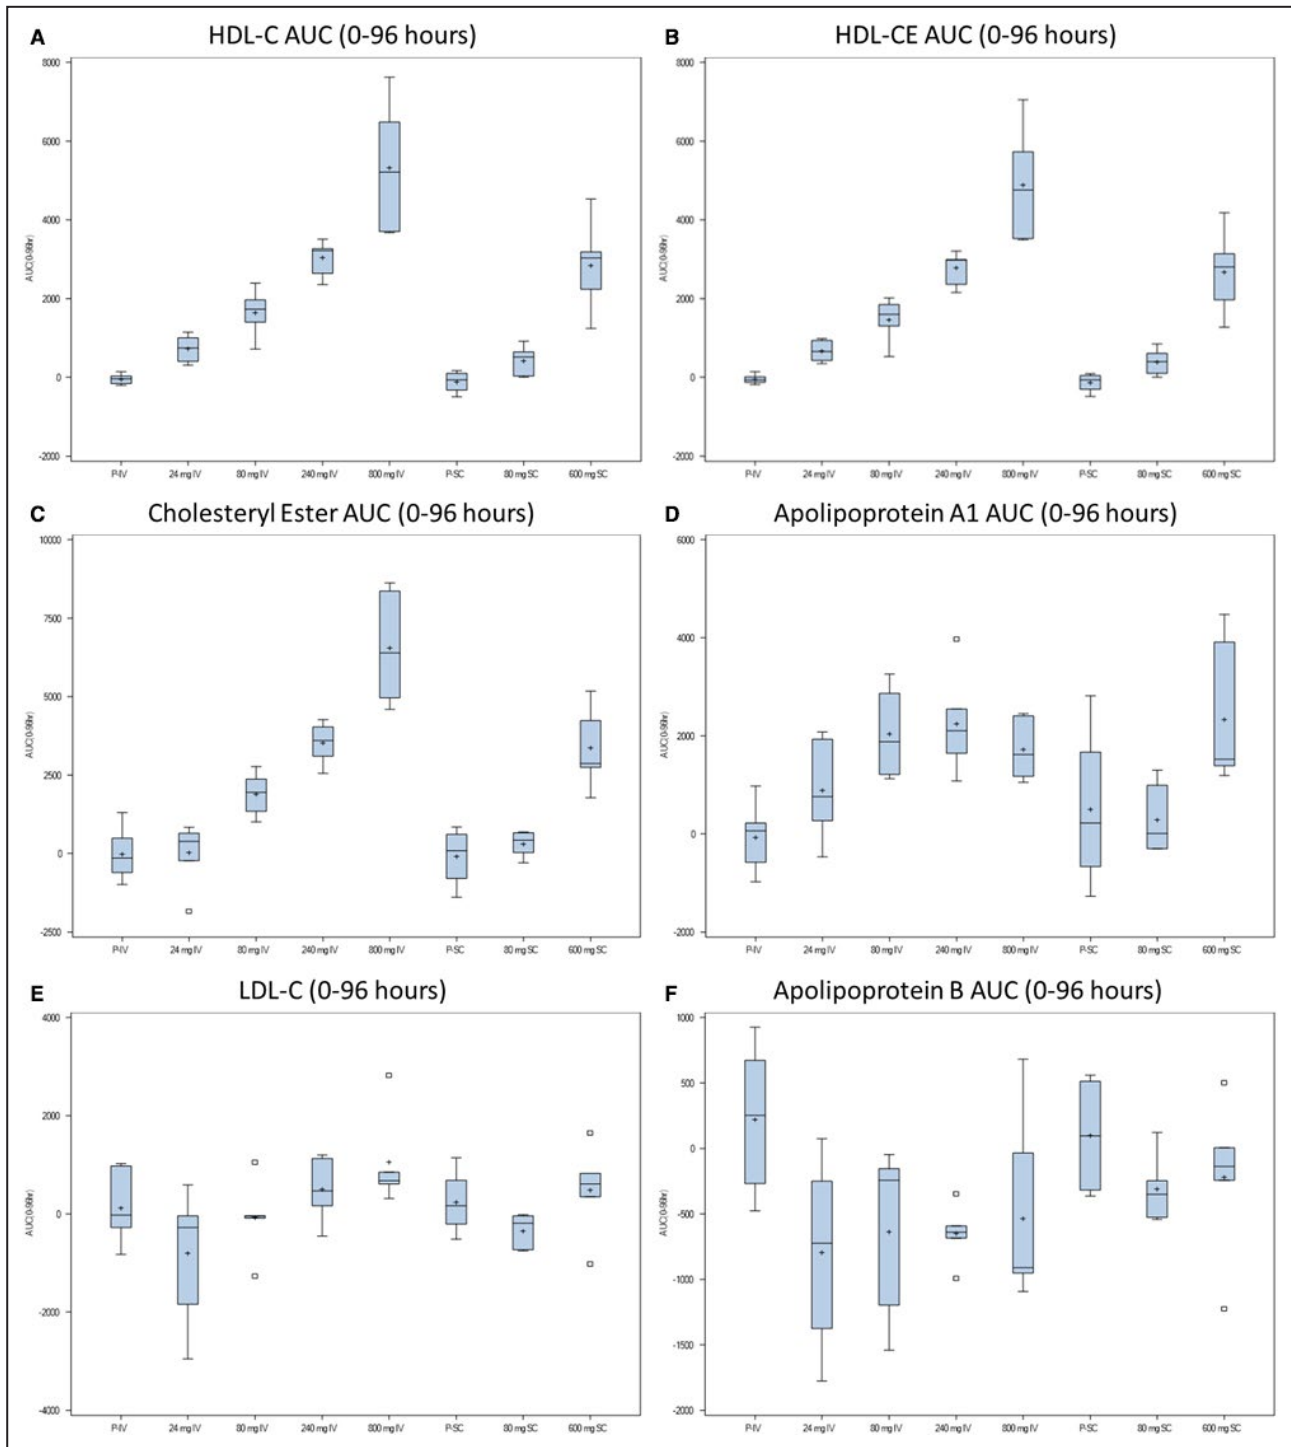 A HDL-C AUC (0-96 hours)
8000
6000
4000
2000
0
-2000
AUC(0-96hr)
P-IV 24 mg IV 80 mg IV 240 mg IV 800 mg IV P-SC 80 mg SC 600 mg SC
B HDL-CE AUC (0-96 hours)
8000
6000
4000
2000
0
-2000
AUC(0-96hr)
P-IV 24 mg IV 80 mg IV 240 mg IV 800 mg IV P-SC 80 mg SC 600 mg SC
C Cholesteryl Ester AUC (0-96 hours)
10000
7500
5000
2500
0
-2500
AUC(0-96hr)
P-IV 24 mg IV 80 mg IV 240 mg IV 800 mg IV P-SC 80 mg SC 600 mg SC
D Apolipoprotein A1 AUC (0-96 hours)
6000
4000
2000
0
-2000
AUC(0-96hr)
P-IV 24 mg IV 80 mg IV 240 mg IV 800 mg IV P-SC 80 mg SC 600 mg SC
E LDL-C (0-96 hours)
4000
2000
0
-2000
-4000
AUC(0-96hr)
P-IV 24 mg IV 80 mg IV 240 mg IV 800 mg IV P-SC 80 mg SC 600 mg SC
F Apolipoprotein B AUC (0-96 hours)
1000
500
0
-500
-1000
-1500
-2000
AUC(0-96hr)
P-IV 24 mg IV 80 mg IV 240 mg IV 800 mg IV P-SC 80 mg SC 600 mg SC